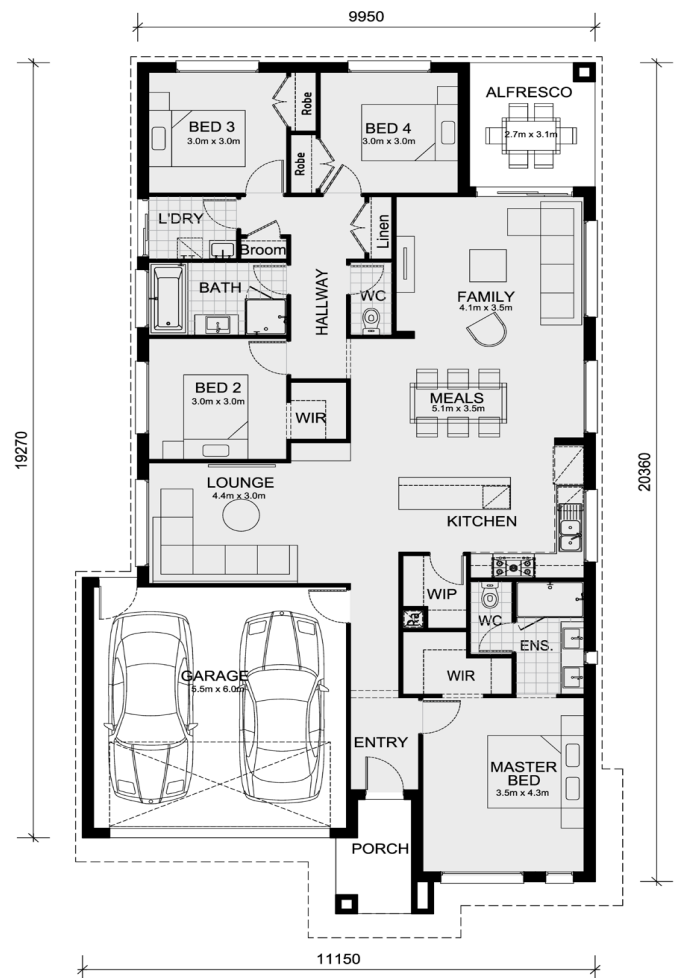 9950
ALFRESCO
2.7m x 3.1m
Robe
BED 3
3.0m x 3.0m
BED 4
3.0m x 3.0m
Robe
L'DRY
Linen
Broom
HALLWAY
BATH
WC
FAMILY
4.1m x 3.5m
BED 2
3.0m x 3.0m
MEALS
5.1m x 3.5m
WIR
19270
20360
LOUNGE
4.4m x 3.0m
KITCHEN
WIP
WC
ENS.
GARAGE
5.5m x 6.0m
WIR
ENTRY
MASTER
BED
3.5m x 4.3m
PORCH
11150